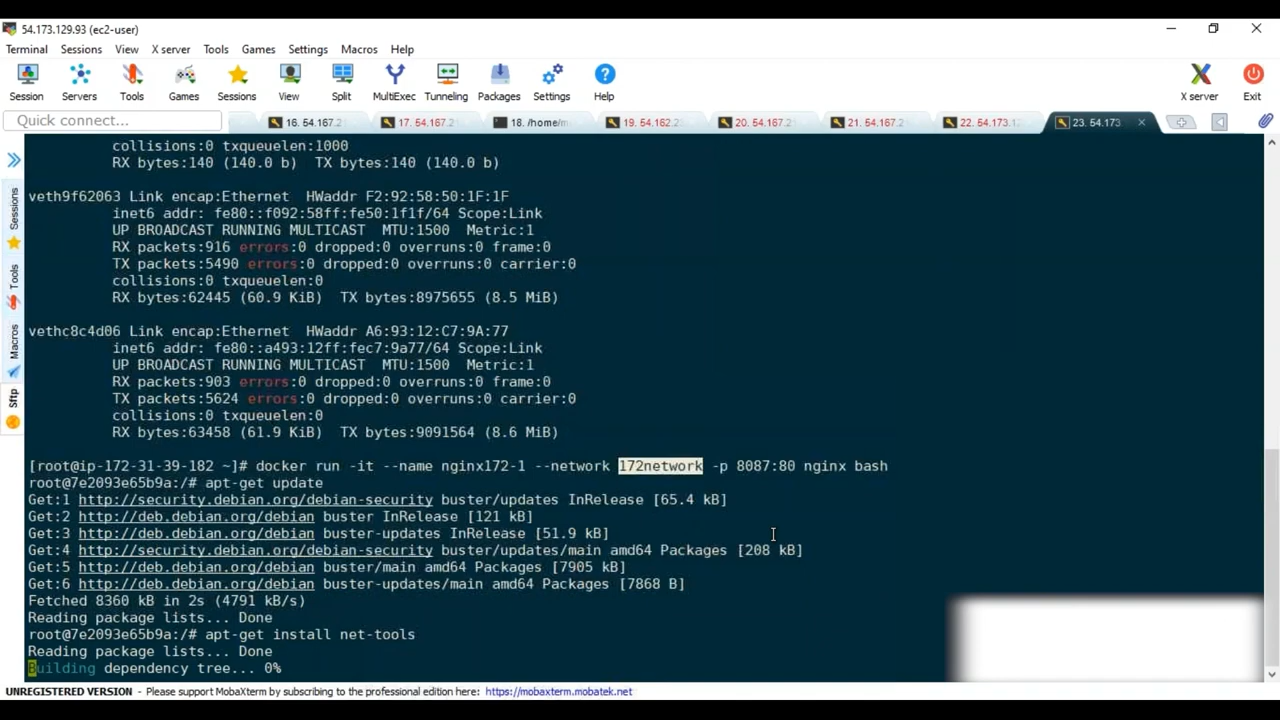 54.173.129.93 (ec2-user)
Terminal Sessions View X server Tools Games Settings Macros Help
Session Servers Tools Games Sessions View Split MultiExec Tunneling Packages Settings Help X server Exit
Quick connect...
16. 54.167.2 17. 54.167.2 18. /home/m 19. 54.162.2 20. 54.167.2 21. 54.167.2 22. 54.173.12 23. 54.173
Sessions
Tools
Macros
Sftp
collisions:0 txqueuelen:1000
RX bytes:140 (140.0 b)  TX bytes:140 (140.0 b)
veth9f62063 Link encap:Ethernet  HWaddr F2:92:58:50:1F:1F
inet6 addr: fe80::f092:58ff:fe50:1f1f/64 Scope:Link
UP BROADCAST RUNNING MULTICAST  MTU:1500  Metric:1
RX packets:916 errors:0 dropped:0 overruns:0 frame:0
TX packets:5490 errors:0 dropped:0 overruns:0 carrier:0
collisions:0 txqueuelen:0
RX bytes:62445 (60.9 KiB)  TX bytes:8975655 (8.5 MiB)
vethc8c4d06 Link encap:Ethernet  HWaddr A6:93:12:C7:9A:77
inet6 addr: fe80::a493:12ff:fec7:9a77/64 Scope:Link
UP BROADCAST RUNNING MULTICAST  MTU:1500  Metric:1
RX packets:903 errors:0 dropped:0 overruns:0 frame:0
TX packets:5624 errors:0 dropped:0 overruns:0 carrier:0
collisions:0 txqueuelen:0
RX bytes:63458 (61.9 KiB)  TX bytes:9091564 (8.6 MiB)
[root@ip-172-31-39-182 ~]# docker run -it --name nginx172-1 --network 172network -p 8087:80 nginx bash
root@7e2093e65b9a:/# apt-get update
Get:1 http://security.debian.org/debian-security buster/updates InRelease [65.4 kB]
Get:2 http://deb.debian.org/debian buster InRelease [121 kB]
Get:3 http://deb.debian.org/debian buster-updates InRelease [51.9 kB]
Get:4 http://security.debian.org/debian-security buster/updates/main amd64 Packages [208 kB]
Get:5 http://deb.debian.org/debian buster/main amd64 Packages [7905 kB]
Get:6 http://deb.debian.org/debian buster-updates/main amd64 Packages [7868 B]
Fetched 8360 kB in 2s (4791 kB/s)
Reading package lists... Done
root@7e2093e65b9a:/# apt-get install net-tools
Reading package lists... Done
Building dependency tree... 0%
UNREGISTERED VERSION - Please support MobaXterm by subscribing to the professional edition here: https://mobaxterm.mobatek.net